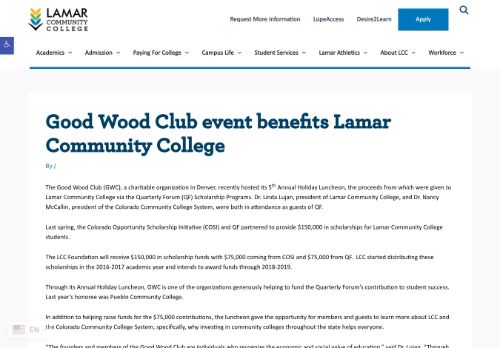 LAMAR
COMMUNITY
COLLEGE
Request More Information LopeAccess Desire2Learn Apply
Academics Admission Paying For College Campus Life Student Services Lamar Athletics About LCC Workforce
Good Wood Club event benefits Lamar
Community College
By /
The Good Wood Club (GWC), a charitable organization in Denver, recently hosted its 5th Annual Holiday Luncheon, the proceeds from which were given to
Lamar Community College via the Quarterly Forum (QF) Scholarship Programs. Dr. Linda Lujan, president of Lamar Community College, and Dr. Nancy
McCallin, president of the Colorado Community College System, were both in attendance as guests of QF.
Last spring, the Colorado Opportunity Scholarship Initiative (COSI) and QF partnered to provide $150,000 in scholarships for Lamar Community College
students.
The LCC Foundation will receive $150,000 in scholarship funds with $75,000 coming from COSI and $75,000 from QF. LCC started distributing these
scholarships in the 2016-2017 academic year and intends to award funds through 2018-2019.
Through its Annual Holiday Luncheon, GWC is one of the organizations generously helping to fund the Quarterly Forum's contribution to student success.
Last year's honoree was Pueblo Community College.
In addition to helping raise funds for the $75,000 contributions, the luncheon gave the opportunity for members and guests to learn more about LCC and
the Colorado Community College System, specifically, why investing in community colleges throughout the state helps everyone.
EN
"The founders and members of the Good Wood Club are individuals who recognize the economic and social value of education," said Dr. Lujan. "Through